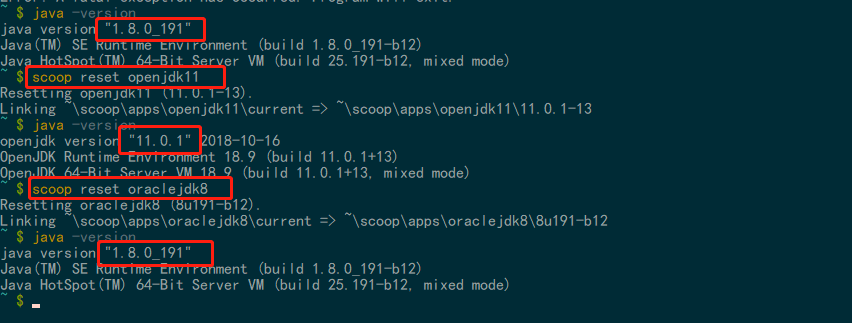 Error: A fatal exception has occurred. Program will exit.
~ $ java -version
java version "1.8.0_191"
Java(TM) SE Runtime Environment (build 1.8.0_191-b12)
Java HotSpot(TM) 64-Bit Server VM (build 25.191-b12, mixed mode)
~ $ scoop reset openjdk11
Resetting openjdk11 (11.0.1-13).
Linking ~\scoop\apps\openjdk11\current => ~\scoop\apps\openjdk11\11.0.1-13
~ $ java -version
openjdk version "11.0.1" 2018-10-16
OpenJDK Runtime Environment 18.9 (build 11.0.1+13)
OpenJDK 64-Bit Server VM 18.9 (build 11.0.1+13, mixed mode)
~ $ scoop reset oraclejdk8
Resetting oraclejdk8 (8u191-b12).
Linking ~\scoop\apps\oraclejdk8\current => ~\scoop\apps\oraclejdk8\8u191-b12
~ $ java -version
java version "1.8.0_191"
Java(TM) SE Runtime Environment (build 1.8.0_191-b12)
Java HotSpot(TM) 64-Bit Server VM (build 25.191-b12, mixed mode)
~ $